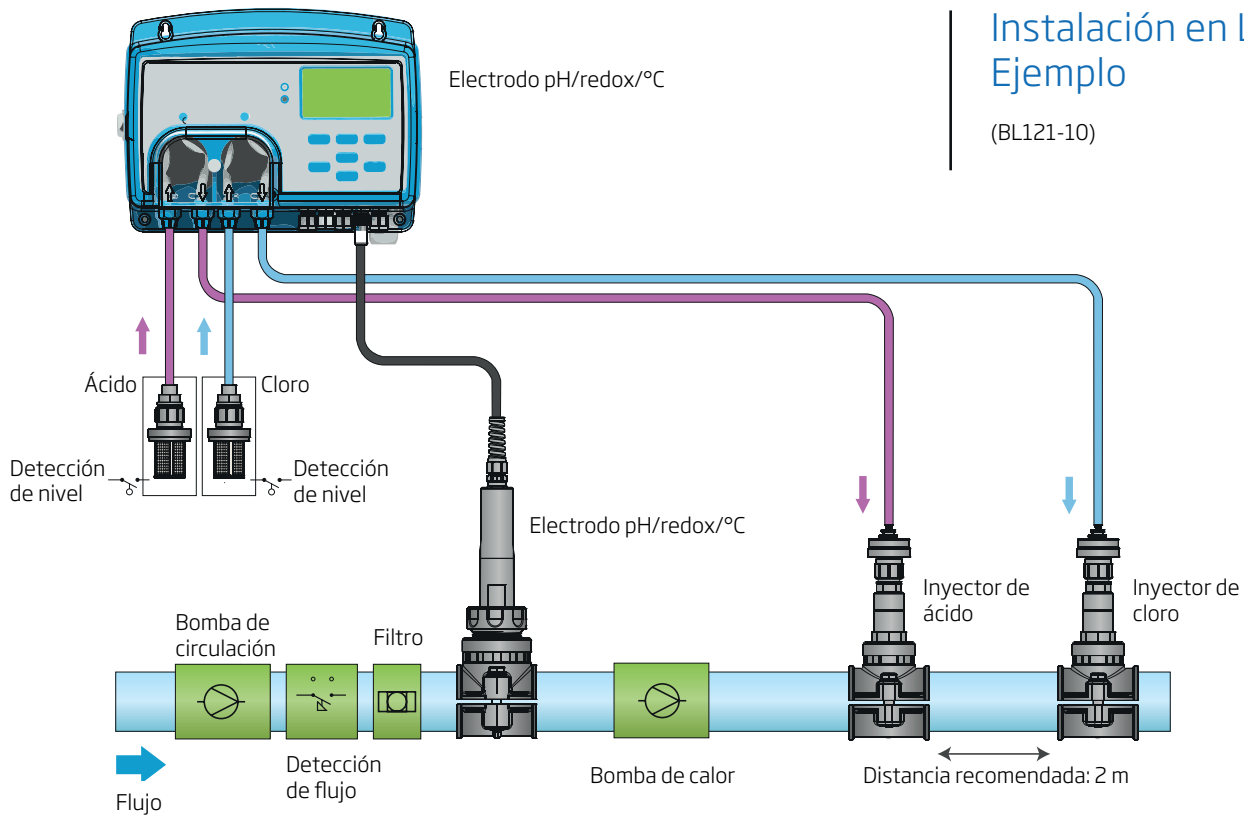 Instalación en L
Ejemplo
(BL121-10)
Electrodo pH/redox/°C
Ácido
Cloro
Detección
de nivel
Detección
de nivel
Electrodo pH/redox/°C
Inyector de
ácido
Inyector de
cloro
Bomba de
circulación
Filtro
Detección
de flujo
Bomba de calor
Distancia recomendada: 2 m
Flujo